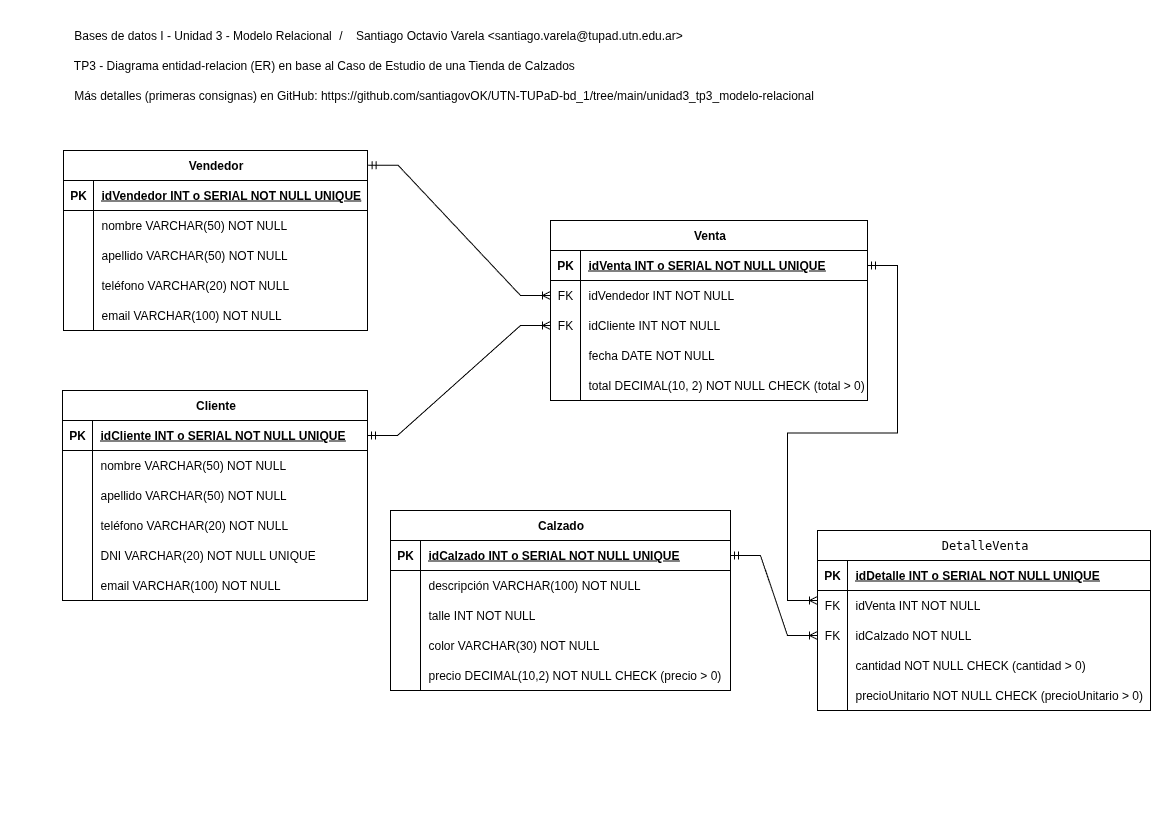 Bases de datos I - Unidad 3 - Modelo Relacional / Santiago Octavio Varela <santiago.varela@tupad.utn.edu.ar>
TP3 - Diagrama entidad-relacion (ER) en base al Caso de Estudio de una Tienda de Calzados
Más detalles (primeras consignas) en GitHub: https://github.com/santiagovOK/UTN-TUPaD-bd_1/tree/main/unidad3_tp3_modelo-relacional
Vendedor
PK idVendedor INT o SERIAL NOT NULL UNIQUE
nombre VARCHAR(50) NOT NULL
apellido VARCHAR(50) NOT NULL
teléfono VARCHAR(20) NOT NULL
email VARCHAR(100) NOT NULL
Venta
PK idVenta INT o SERIAL NOT NULL UNIQUE
FK idVendedor INT NOT NULL
FK idCliente INT NOT NULL
fecha DATE NOT NULL
total DECIMAL(10, 2) NOT NULL CHECK (total > 0)
Cliente
PK idCliente INT o SERIAL NOT NULL UNIQUE
nombre VARCHAR(50) NOT NULL
apellido VARCHAR(50) NOT NULL
teléfono VARCHAR(20) NOT NULL
DNI VARCHAR(20) NOT NULL UNIQUE
email VARCHAR(100) NOT NULL
Calzado
PK idCalzado INT o SERIAL NOT NULL UNIQUE
descripción VARCHAR(100) NOT NULL
talle INT NOT NULL
color VARCHAR(30) NOT NULL
precio DECIMAL(10,2) NOT NULL CHECK (precio > 0)
DetalleVenta
PK idDetalle INT o SERIAL NOT NULL UNIQUE
FK idVenta INT NOT NULL
FK idCalzado NOT NULL
cantidad NOT NULL CHECK (cantidad > 0)
precioUnitario NOT NULL CHECK (precioUnitario > 0)